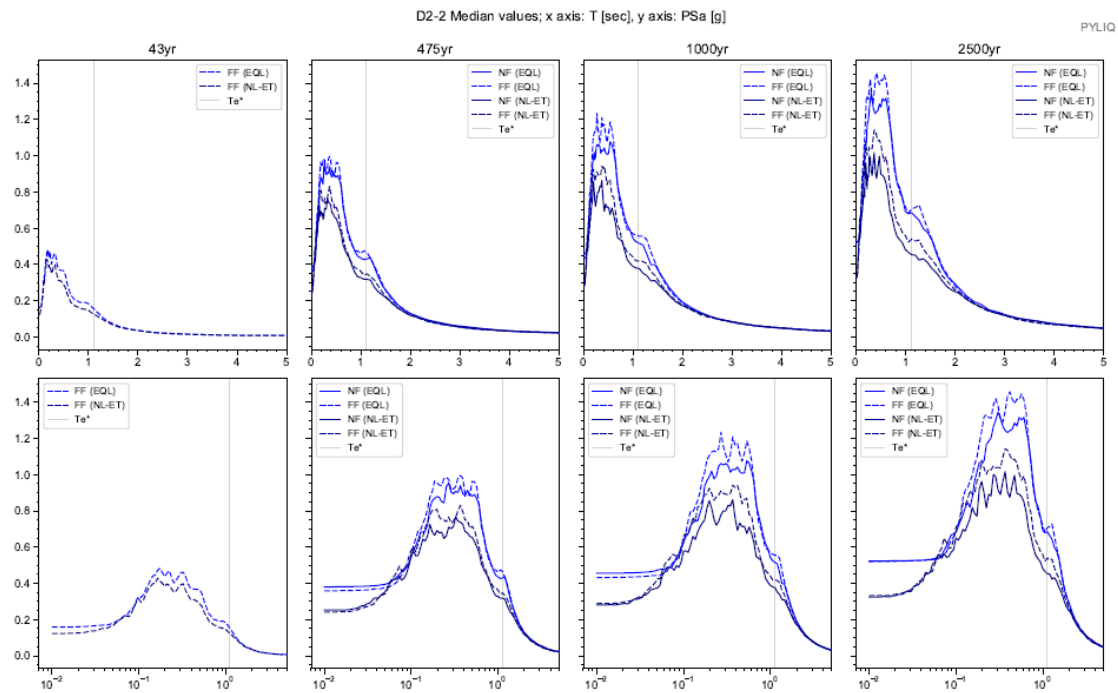 D2-2 Median values; x axis: T [sec], y axis: PSa [g]
PYLIQ
43yr
475yr
1000yr
2500yr
FF (EQL)
FF (NL-ET)
Te*
NF (EQL)
FF (EQL)
NF (NL-ET)
FF (NL-ET)
Te*
NF (EQL)
FF (EQL)
NF (NL-ET)
FF (NL-ET)
Te*
NF (EQL)
FF (EQL)
NF (NL-ET)
FF (NL-ET)
Te*
1.4
1.2
1.0
0.8
0.6
0.4
0.2
0.0
0 1 2 3 4 5
0 1 2 3 4 5
0 1 2 3 4 5
0 1 2 3 4 5
FF (EQL)
FF (NL-ET)
Te*
NF (EQL)
FF (EQL)
NF (NL-ET)
FF (NL-ET)
Te*
NF (EQL)
FF (EQL)
NF (NL-ET)
FF (NL-ET)
Te*
NF (EQL)
FF (EQL)
NF (NL-ET)
FF (NL-ET)
Te*
1.4
1.2
1.0
0.8
0.6
0.4
0.2
0.0
10⁻² 10⁻¹ 10⁰
10⁻² 10⁻¹ 10⁰
10⁻² 10⁻¹ 10⁰
10⁻² 10⁻¹ 10⁰